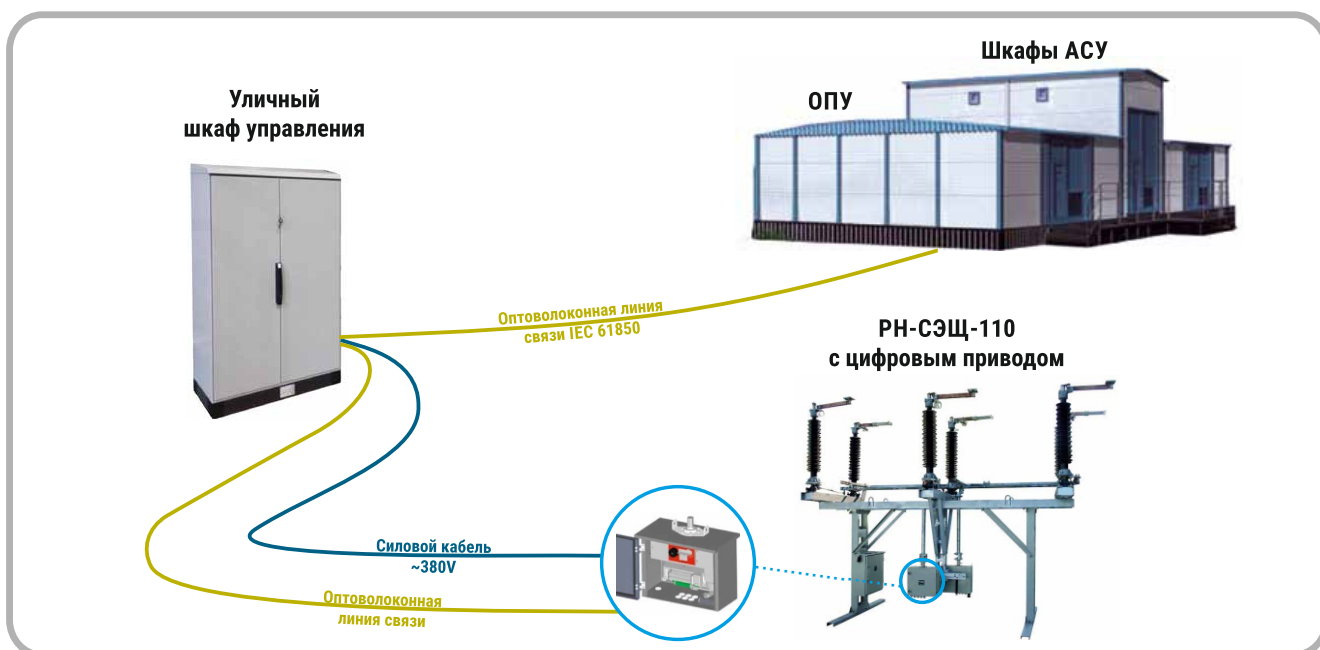 Шкафы АСУ
ОПУ
Уличный
шкаф управления
Оптоволоконная линия
связи IEC 61850
РН-СЭЩ-110
с цифровым приводом
Силовой кабель
~380V
Оптоволоконная
линия связи